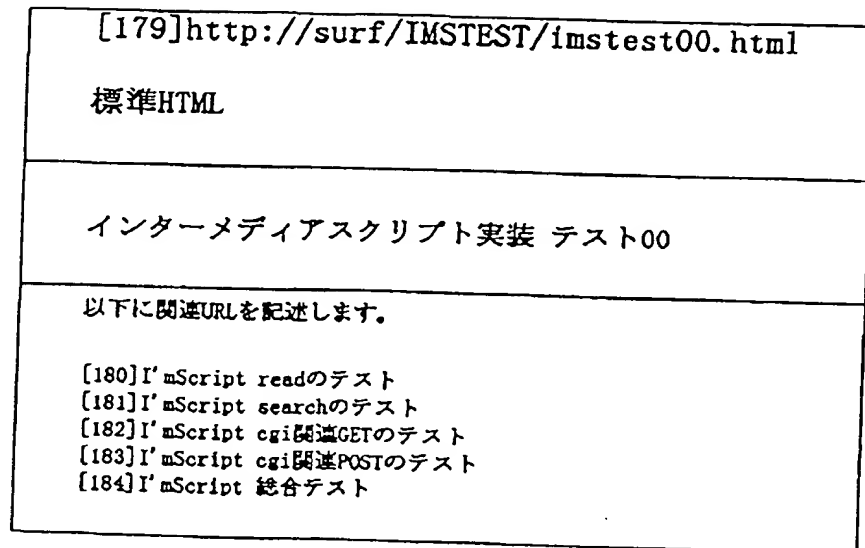 [179]http://surf/IMSTEST/imstest00.html
標準HTML
インターメディアスクリプト実装 テスト00
以下に関連URLを記述します。
[180]I'mScript readのテスト
[181]I'mScript searchのテスト
[182]I'mScript cgi関連GETのテスト
[183]I'mScript cgi関連POSTのテスト
[184]I'mScript 総合テスト